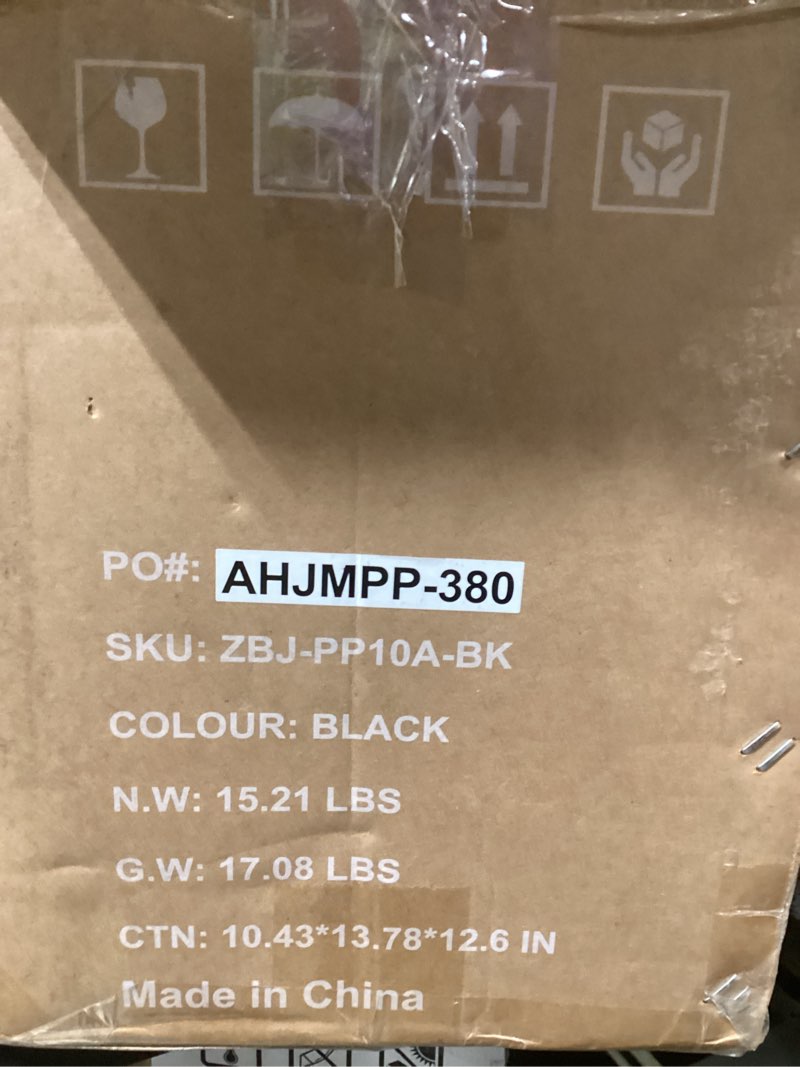 PO#: AHJMPP-380
SKU: ZBJ-PP10A-BK
COLOUR: BLACK
N.W: 15.21 LBS
G.W: 17.08 LBS
CTN: 10.43*13.78*12.6 IN
Made in China